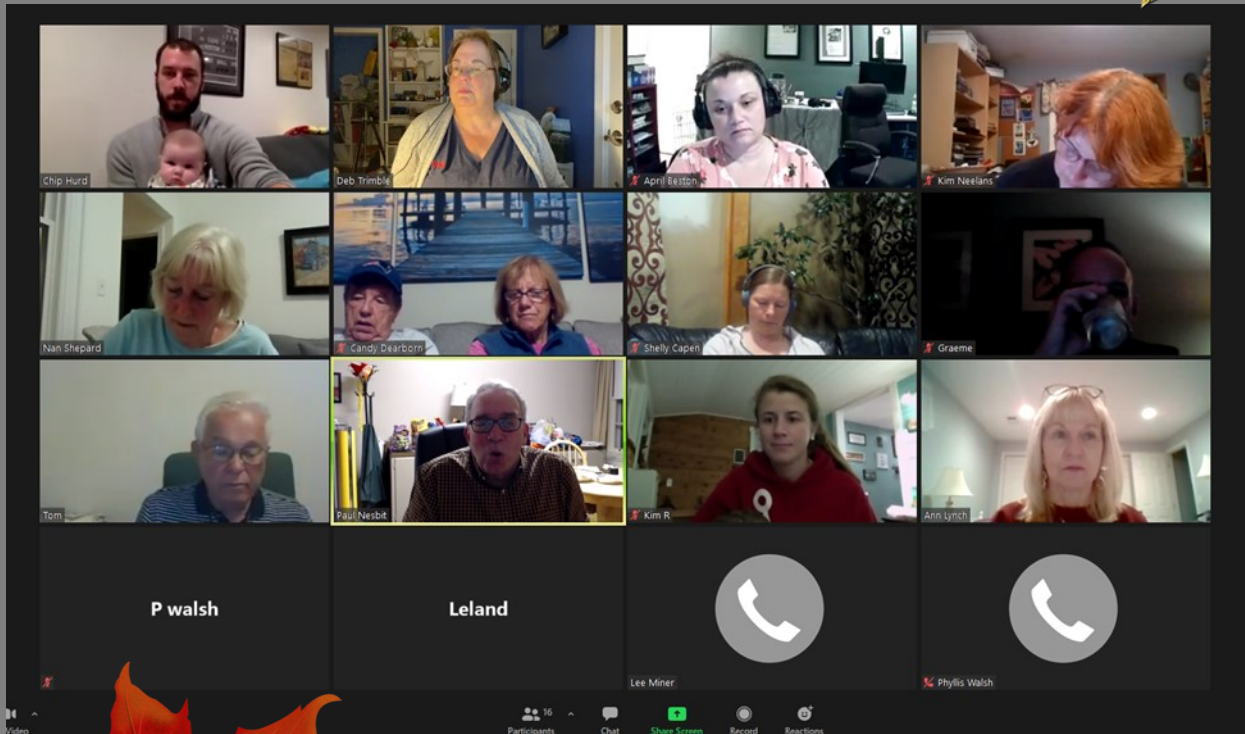 Chip Hurd
Deb Trimble
April Beston
Kim Neelans
Nan Shepard
Candy Dearborn
Shelly Capen
Graeme
Tom
Paul Nesbit
Kim R
Ann Lynch
P walsh
Leland
Lee Miner
Phyllis Walsh
Video
16
Participants
Chat
Share Screen
Record
Reactions